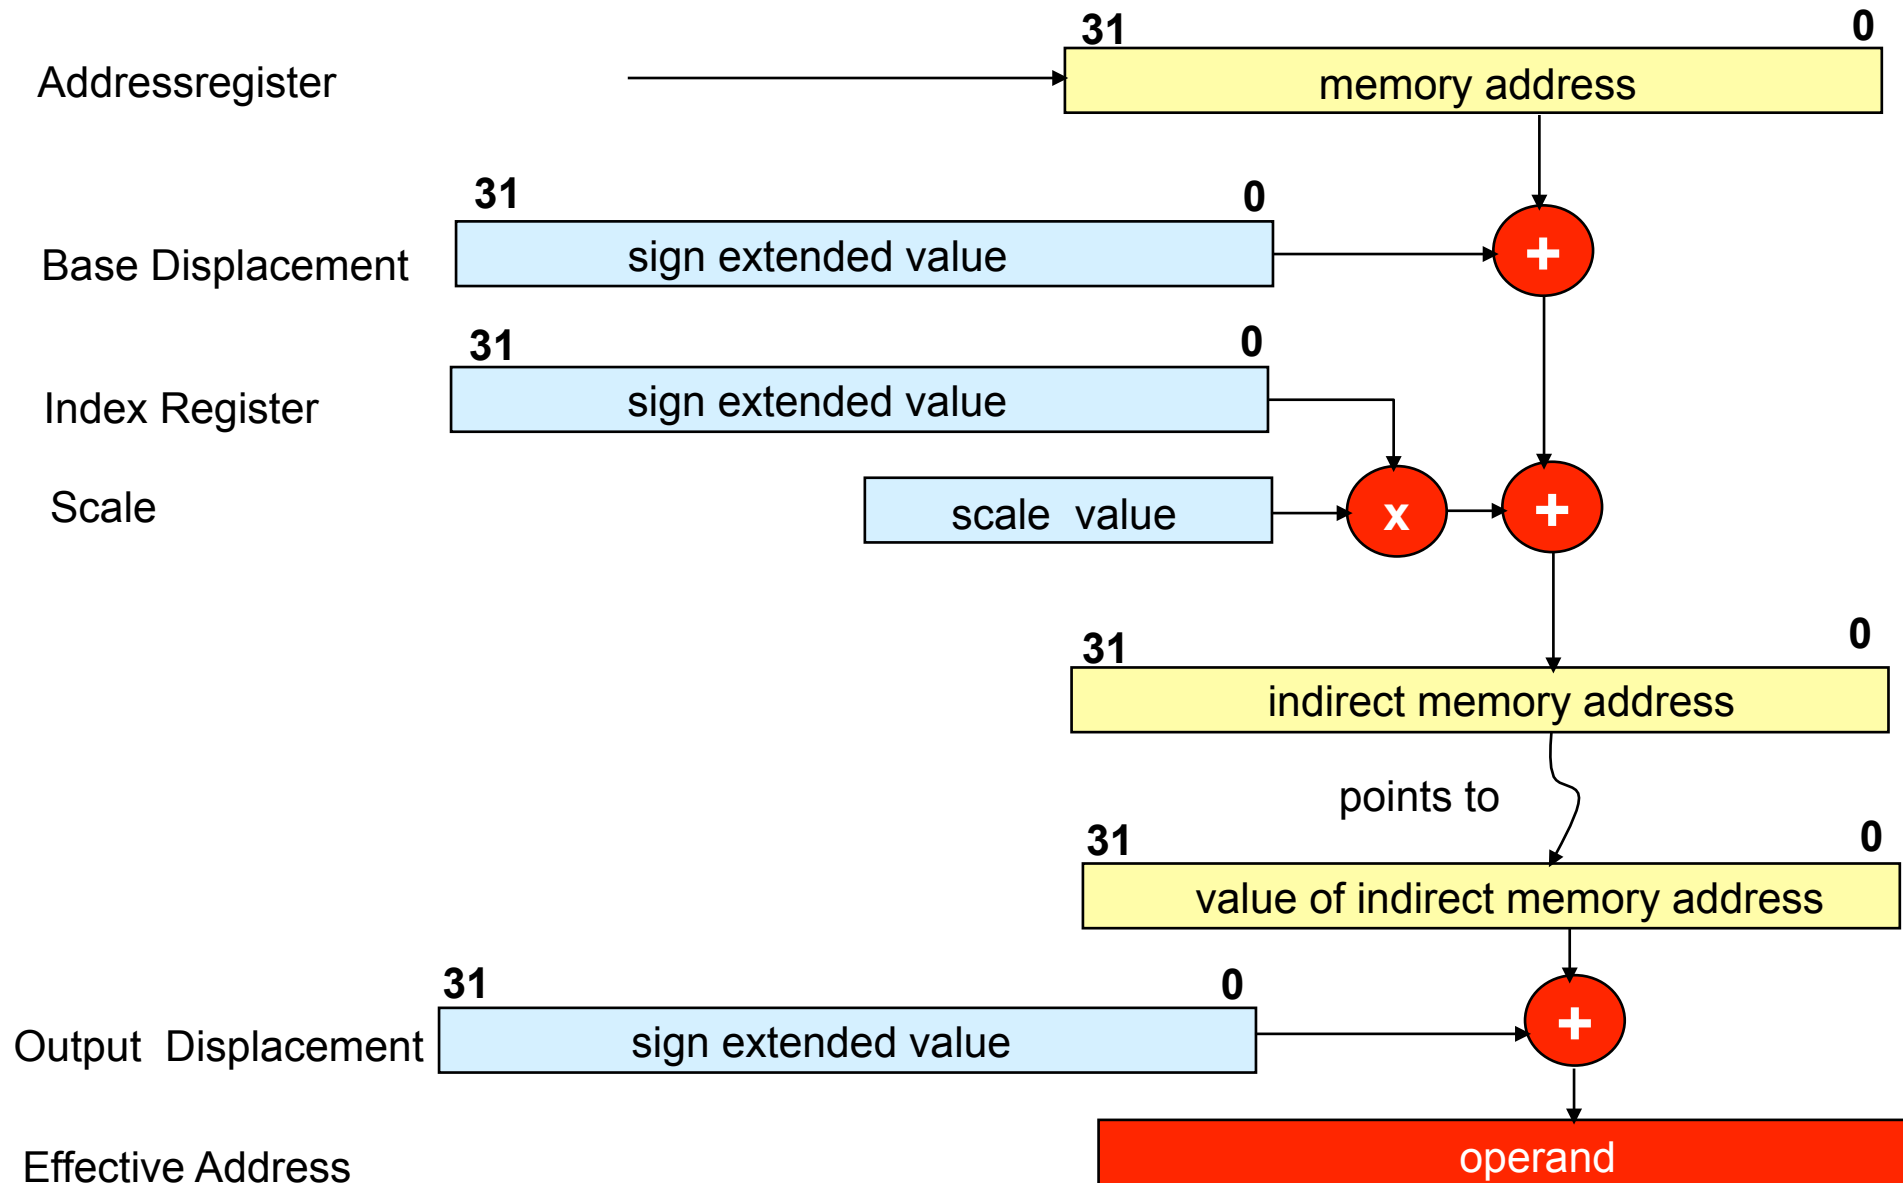 31 0
Addressregister
memory address
31 0
Base Displacement
sign extended value
+
31 0
Index Register
sign extended value
Scale
scale  value
x
+
31 0
indirect memory address
points to
31 0
value of indirect memory address
31 0
Output  Displacement
sign extended value
+
Effective Address
operand